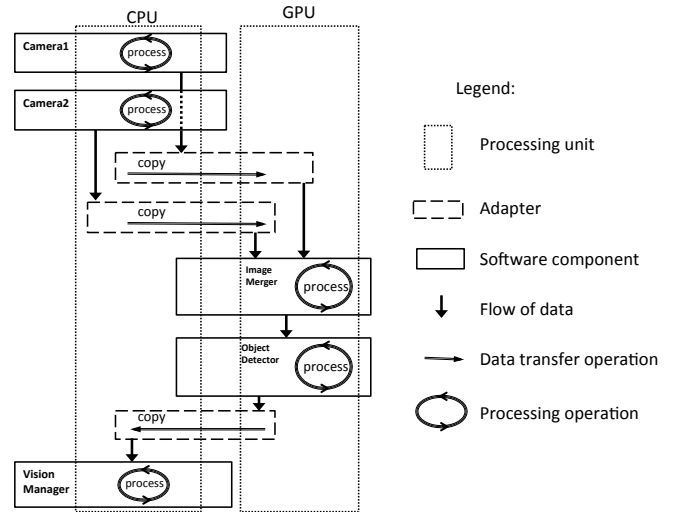 CPU
GPU
Camera1
process
Camera2
process
copy
copy
Image
Merger
process
Object
Detector
process
copy
Vision
Manager
process
Legend:
Processing unit
Adapter
Software component
Flow of data
Data transfer operation
Processing operation